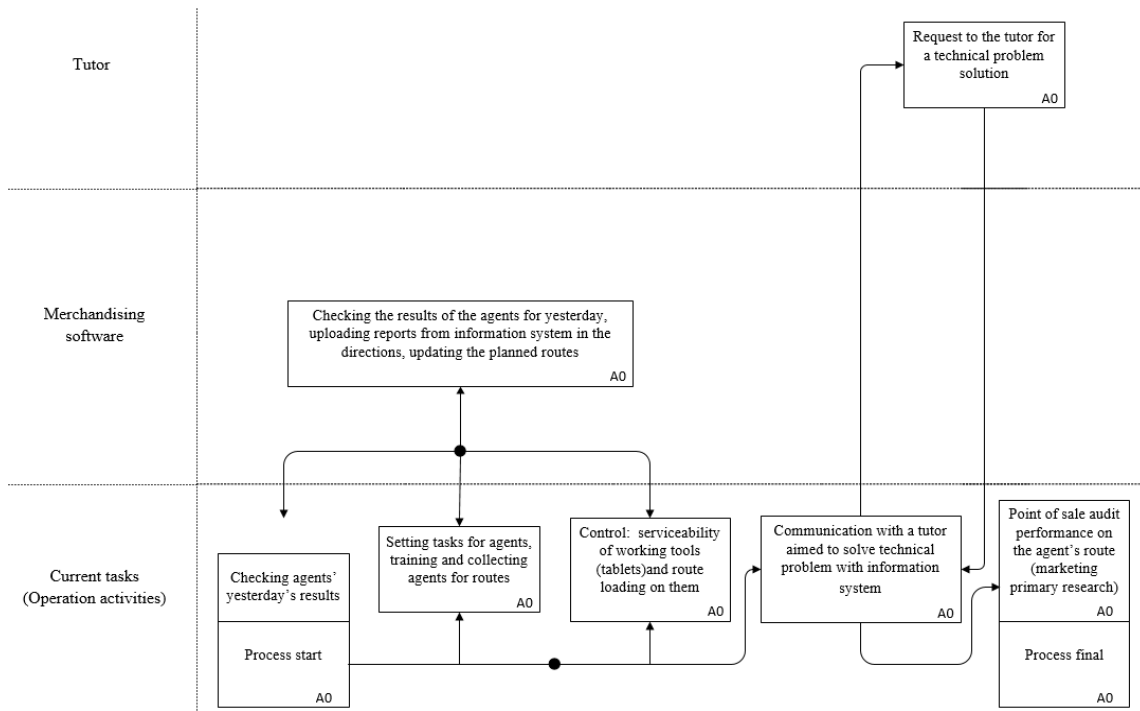 Tutor
Request to the tutor for
a technical problem
solution
A0
Merchandising
software
Checking the results of the agents for yesterday,
uploading reports from information system in the
directions, updating the planned routes
A0
Current tasks
(Operation activities)
Checking agents'
yesterday's results
Process start
A0
Setting tasks for agents,
training and collecting
agents for routes
A0
Control: serviceability
of working tools
(tablets)and route
loading on them
A0
Communication with a tutor
aimed to solve technical
problem with information
system
A0
Point of sale audit
performance on
the agent's route
(marketing
primary research)
A0
Process final
A0